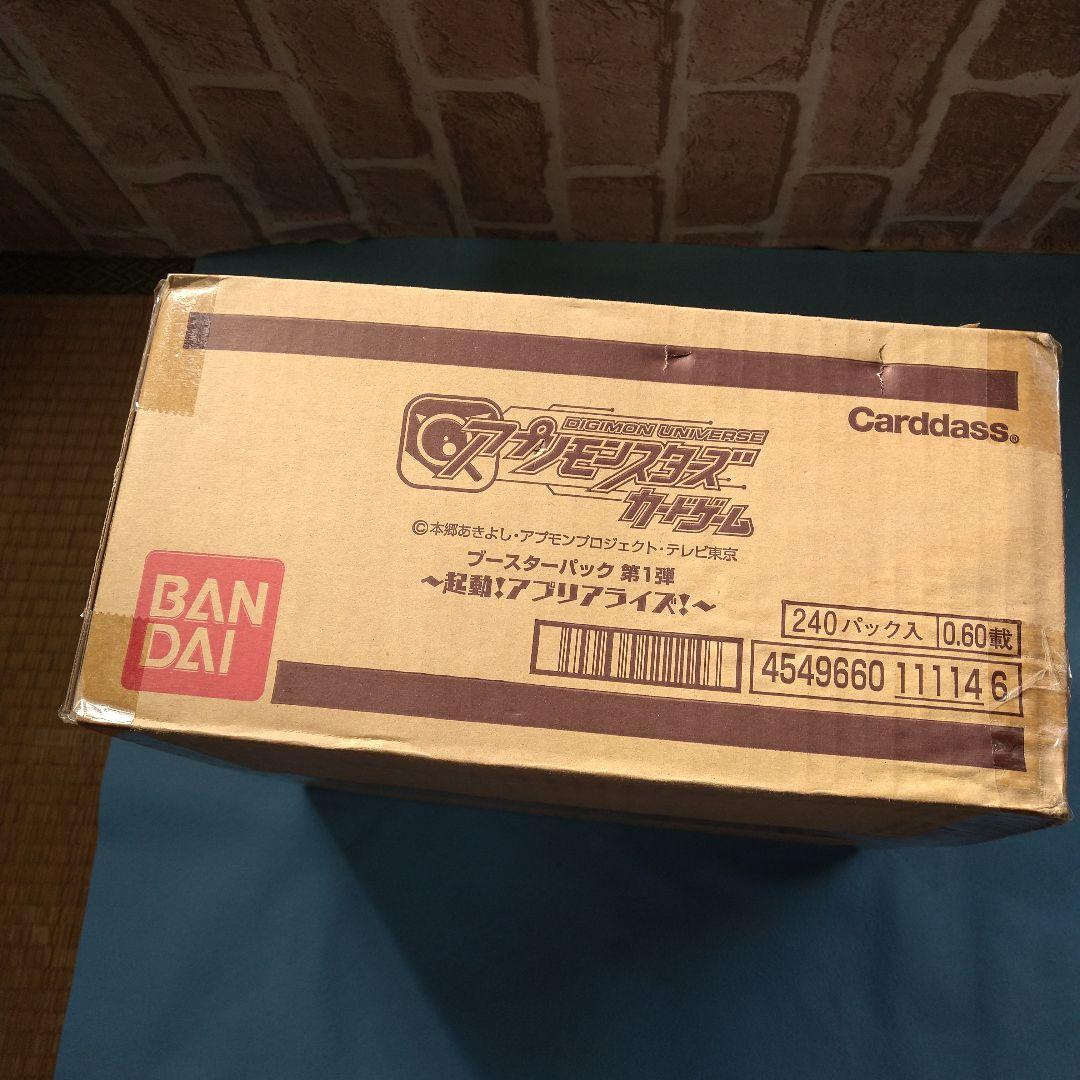 Carddass®
DIGIMON UNIVERSE
アプリモンスターズ
カードゲーム
©本郷あきよし・アプモンプロジェクト・テレビ東京
ブースターパック 第1弾
～起動!アプリアライズ!～
BAN
DAI
240パック入 0.60載
4549660 11114 6